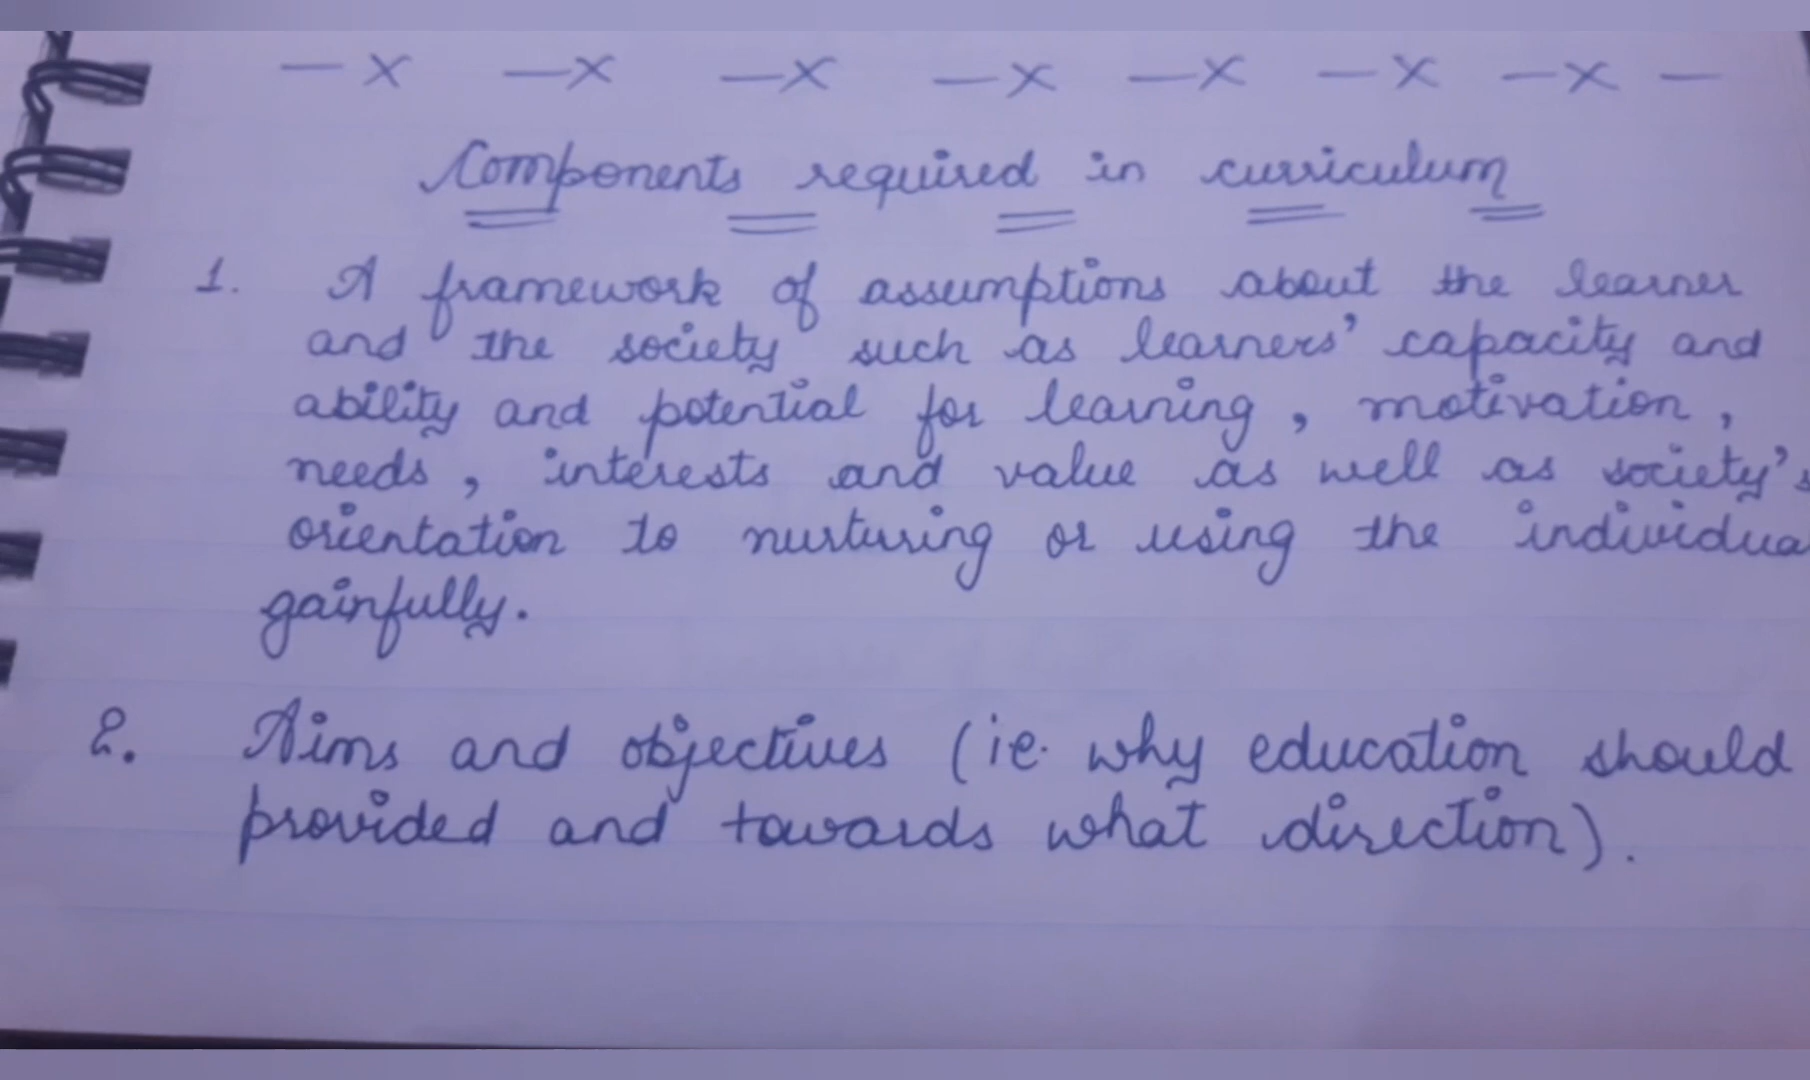 — X — X — X — X — X — X — X —
Components required in curriculum
1. A framework of assumptions about the learner
and the society such as learners' capacity and
ability and potential for learning, motivation,
needs, interests and value as well as society's
orientation to nurturing or using the individual
gainfully.
2. Aims and objectives (ie. why education should
provided and towards what direction).